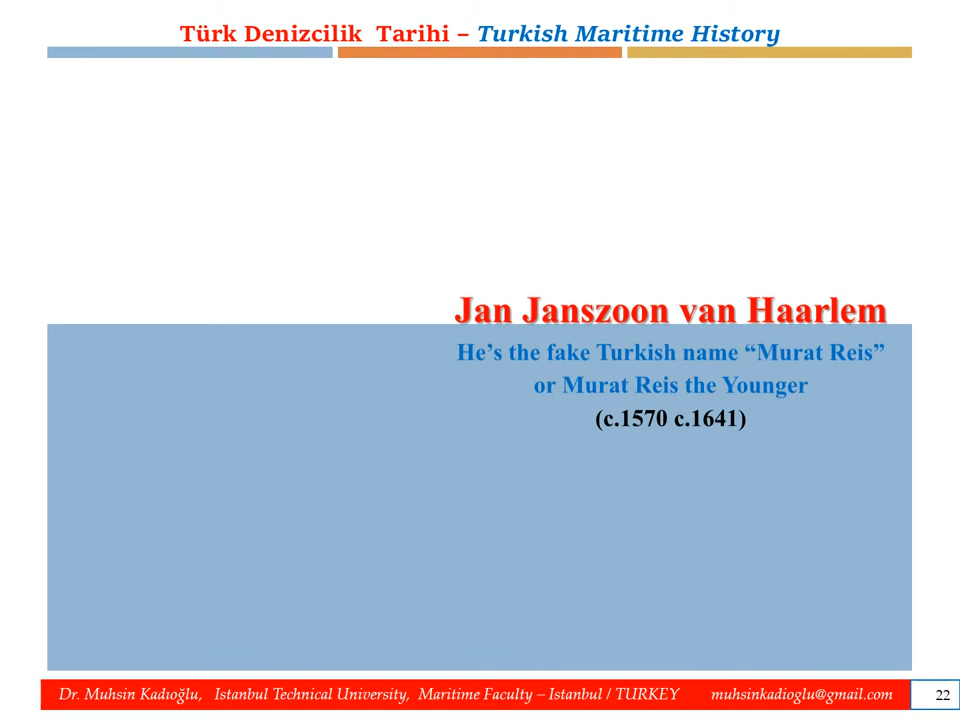 Türk Denizcilik Tarihi – Turkish Maritime History
Jan Janszoon van Haarlem
He’s the fake Turkish name “Murat Reis”
or Murat Reis the Younger
(c.1570 c.1641)
Dr. Muhsin Kadıoğlu, Istanbul Technical University, Maritime Faculty – Istanbul / TURKEY muhsinkadioglu@gmail.com 22